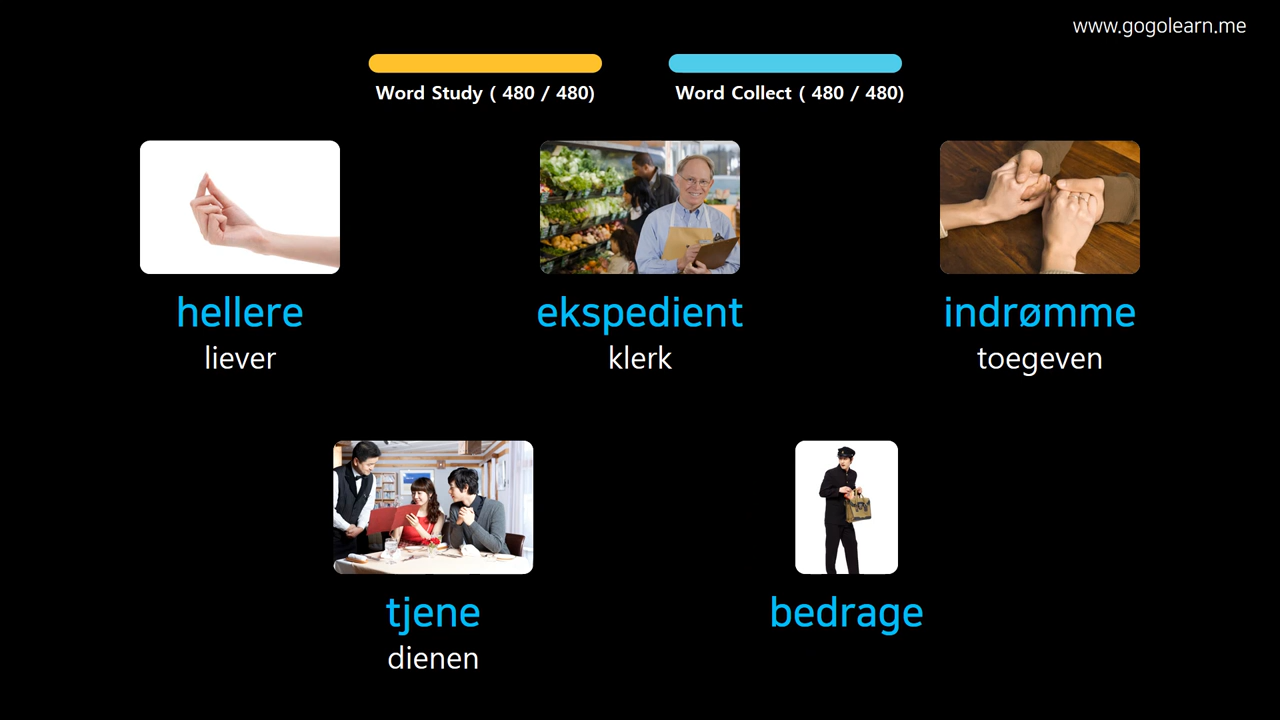 www.gogolearn.me
Word Study ( 480 / 480)
Word Collect ( 480 / 480)
hellere
liever
ekspedient
klerk
indrømme
toegeven
tjene
dienen
bedrage